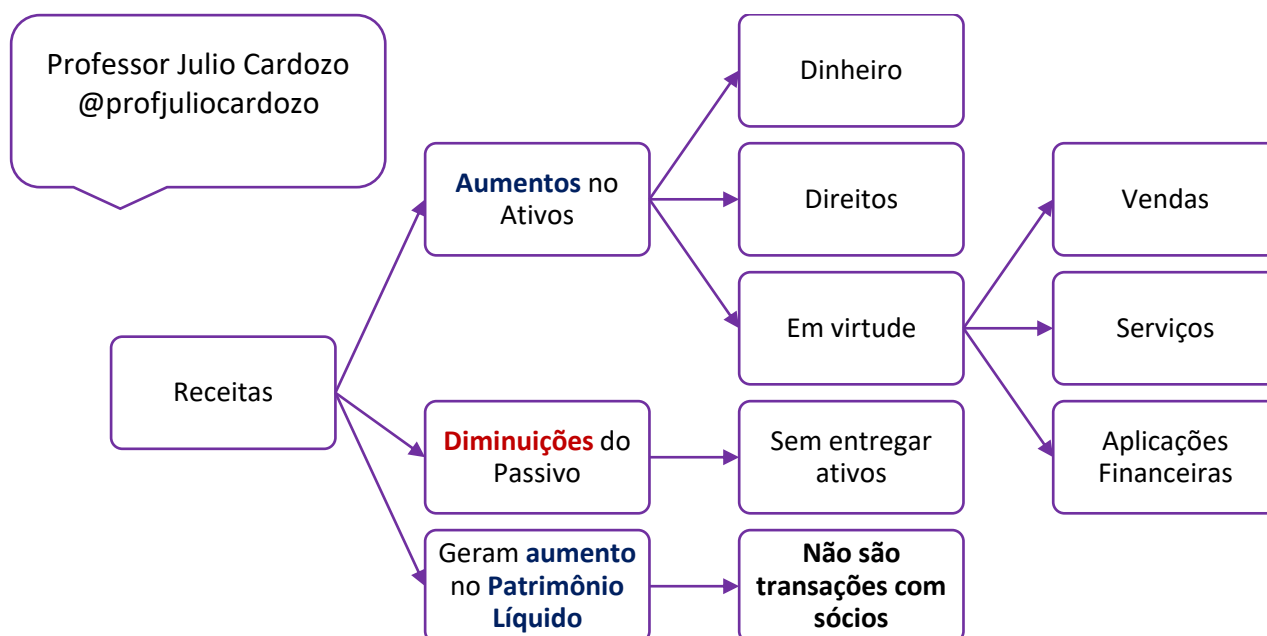 Professor Julio Cardozo
@profjuliocardozo
Dinheiro
Aumentos no
Ativos
Direitos
Vendas
Em virtude
Serviços
Receitas
Diminuições do
Passivo
Sem entregar
ativos
Aplicações
Financeiras
Geram aumento
no Patrimônio
Líquido
Não são
transações com
sócios